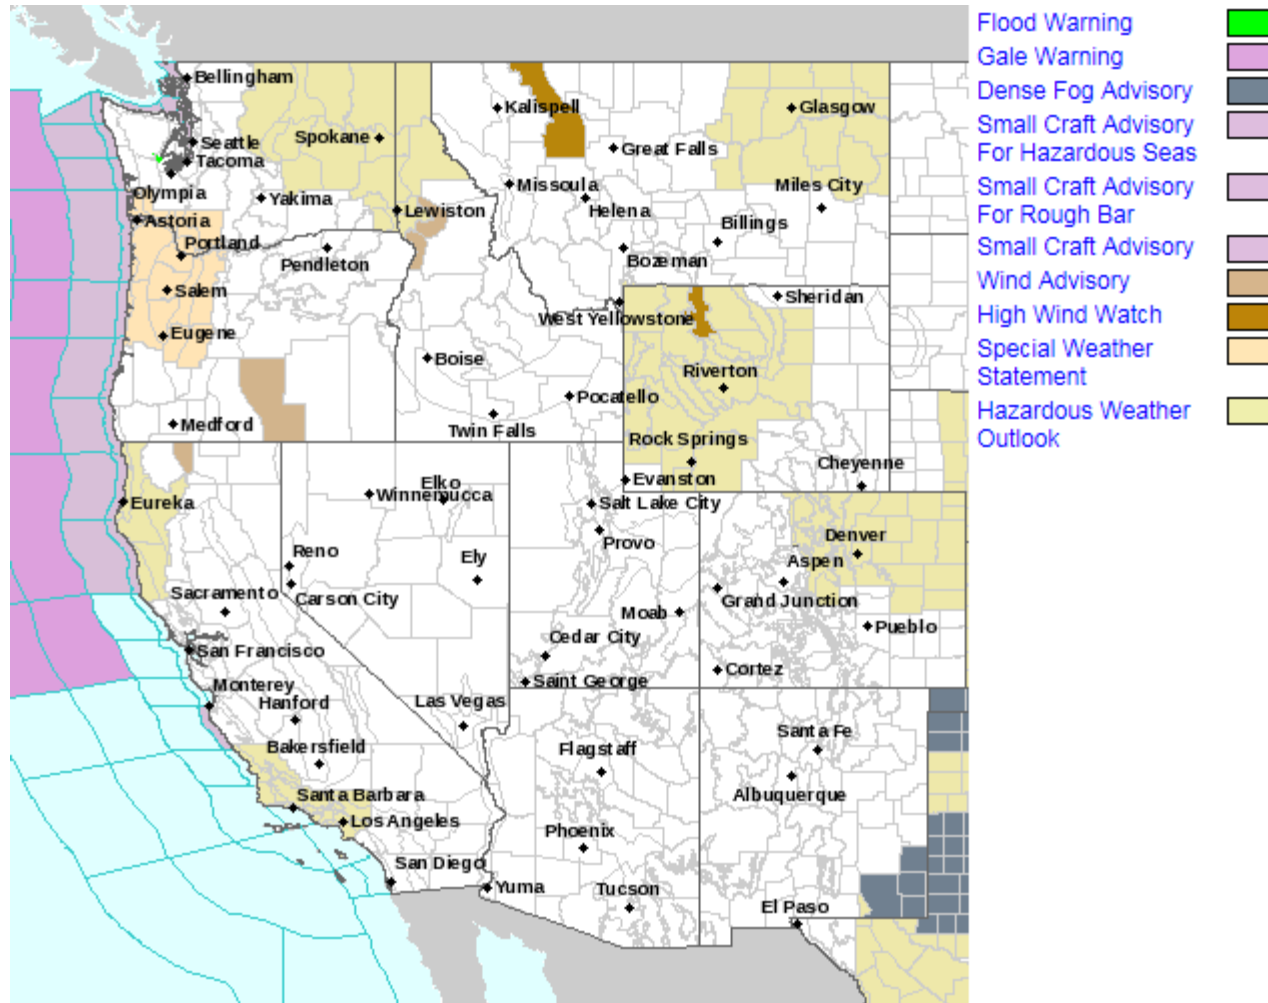 Flood Warning
Gale Warning
Dense Fog Advisory
Small Craft Advisory
For Hazardous Seas
Small Craft Advisory
For Rough Bar
Small Craft Advisory
Wind Advisory
High Wind Watch
Special Weather
Statement
Hazardous Weather
Outlook
Bellingham
Kalispell
Glasgow
Spokane
Seattle
Great Falls
Tacoma
Missoula
Miles City
Olympia
Yakima
Lewiston
Helena
Astoria
Billings
Portland
Pendleton
Bozeman
Salem
Sheridan
West Yellowstone
Eugene
Boise
Riverton
Pocatello
Medford
Twin Falls
Rock Springs
Cheyenne
Evanston
Elko
Winnemucca
Eureka
Salt Lake City
Denver
Provo
Reno
Ely
Aspen
Sacramento
Carson City
Grand Junction
Moab
Pueblo
Cedar City
San Francisco
Cortez
Saint George
Monterey
Hanford
Las Vegas
Santa Fe
Bakersfield
Flagstaff
Santa Barbara
Albuquerque
Los Angeles
Phoenix
San Diego
Yuma
Tucson
El Paso